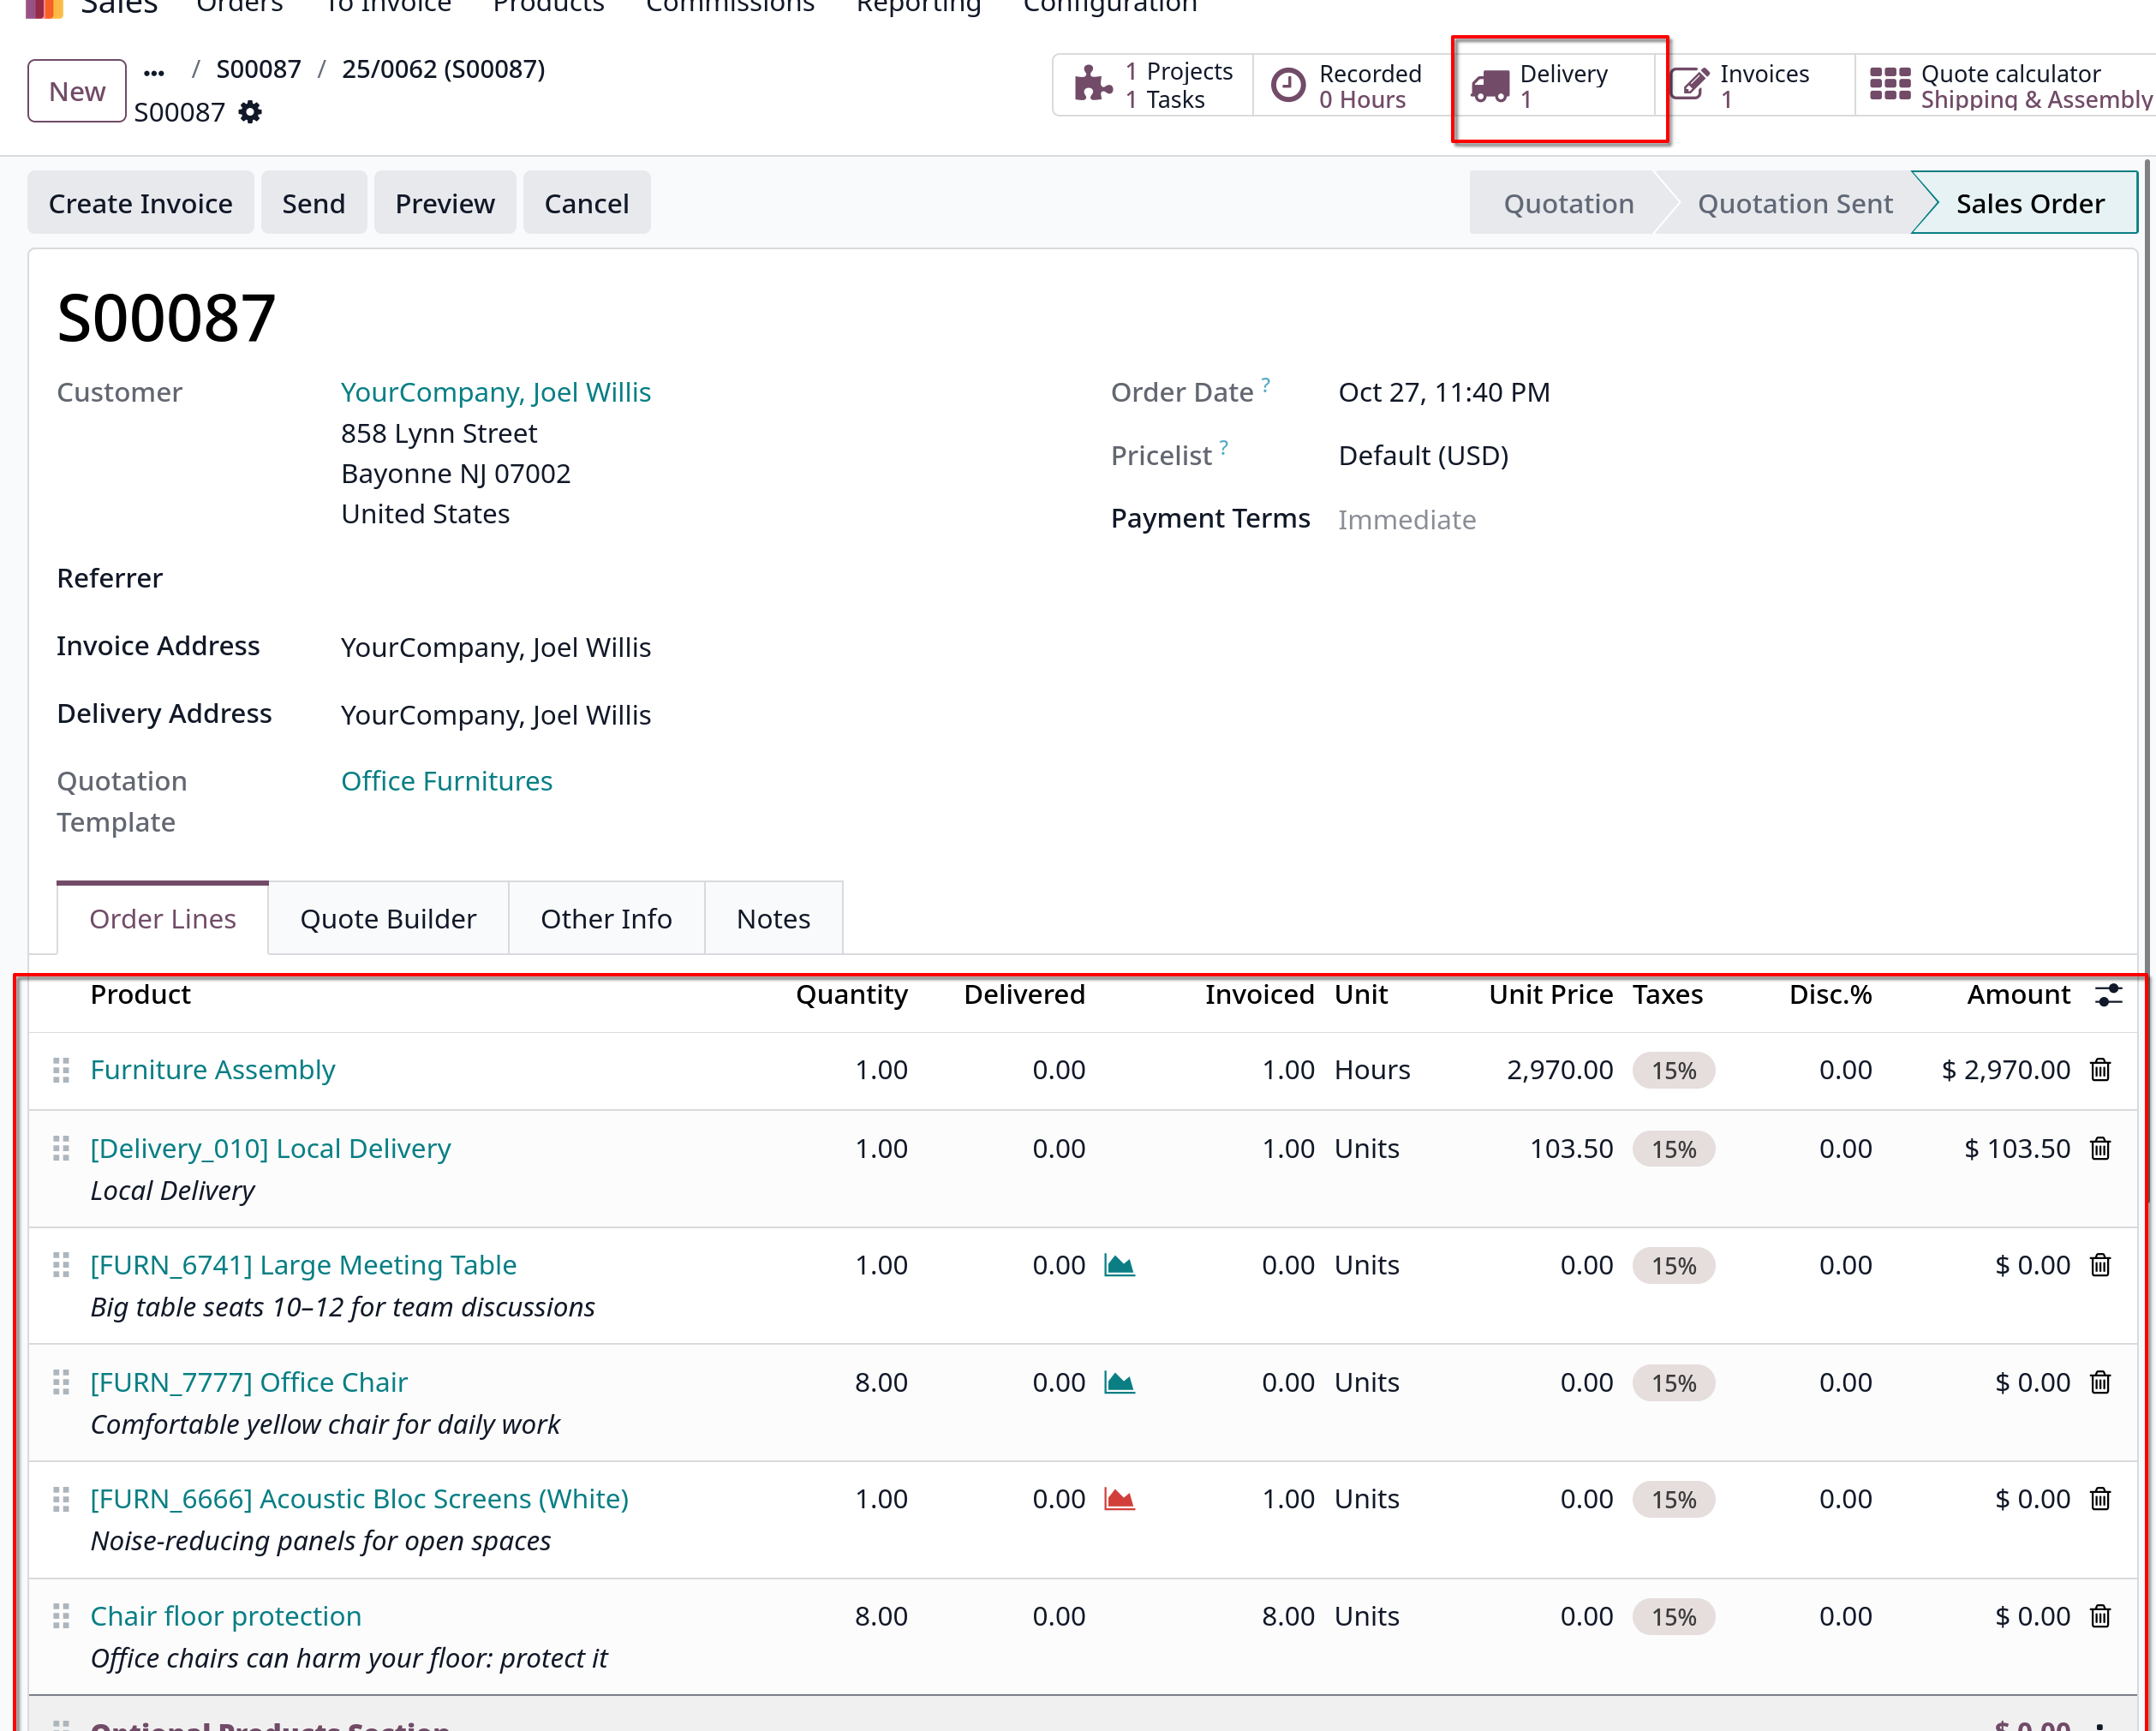 Sales Orders To Invoice Products Commissions Reporting Configuration
New ... / S00087 / 25/0062 (S00087)
S00087
1 Projects
1 Tasks
Recorded
0 Hours
Delivery
1
Invoices
1
Quote calculator
Shipping & Assembly
Create Invoice Send Preview Cancel Quotation Quotation Sent Sales Order
S00087
Customer YourCompany, Joel Willis
858 Lynn Street
Bayonne NJ 07002
United States
Order Date ? Oct 27, 11:40 PM
Pricelist ? Default (USD)
Payment Terms Immediate
Referrer
Invoice Address YourCompany, Joel Willis
Delivery Address YourCompany, Joel Willis
Quotation Template Office Furnitures
Order Lines Quote Builder Other Info Notes
Product Quantity Delivered Invoiced Unit Unit Price Taxes Disc.% Amount
Furniture Assembly 1.00 0.00 1.00 Hours 2,970.00 15% 0.00 $ 2,970.00
[Delivery_010] Local Delivery 1.00 0.00 1.00 Units 103.50 15% 0.00 $ 103.50
Local Delivery
[FURN_6741] Large Meeting Table 1.00 0.00 0.00 Units 0.00 15% 0.00 $ 0.00
Big table seats 10–12 for team discussions
[FURN_7777] Office Chair 8.00 0.00 0.00 Units 0.00 15% 0.00 $ 0.00
Comfortable yellow chair for daily work
[FURN_6666] Acoustic Bloc Screens (White) 1.00 0.00 1.00 Units 0.00 15% 0.00 $ 0.00
Noise-reducing panels for open spaces
Chair floor protection 8.00 0.00 8.00 Units 0.00 15% 0.00 $ 0.00
Office chairs can harm your floor: protect it
Optional Products Section $ 0.00